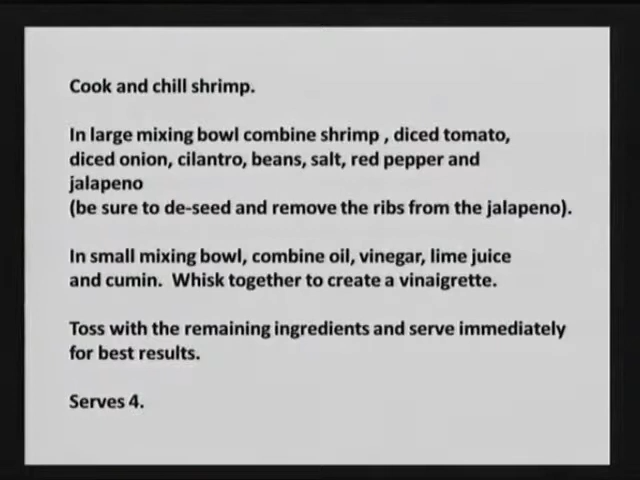 Cook and chill shrimp.
In large mixing bowl combine shrimp , diced tomato,
diced onion, cilantro, beans, salt, red pepper and
jalapeno
(be sure to de-seed and remove the ribs from the jalapeno).
In small mixing bowl, combine oil, vinegar, lime juice
and cumin.  Whisk together to create a vinaigrette.
Toss with the remaining ingredients and serve immediately
for best results.
Serves 4.